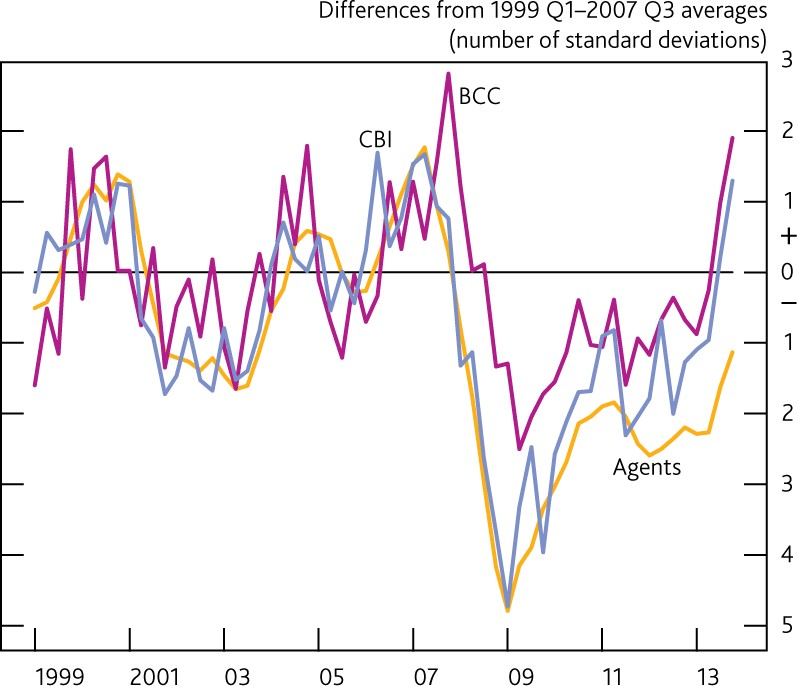 Differences from 1999 Q1–2007 Q3 averages
(number of standard deviations)
3
BCC
CBI
2
1
+
0
–
1
2
Agents
3
4
5
1999 2001 03 05 07 09 11 13